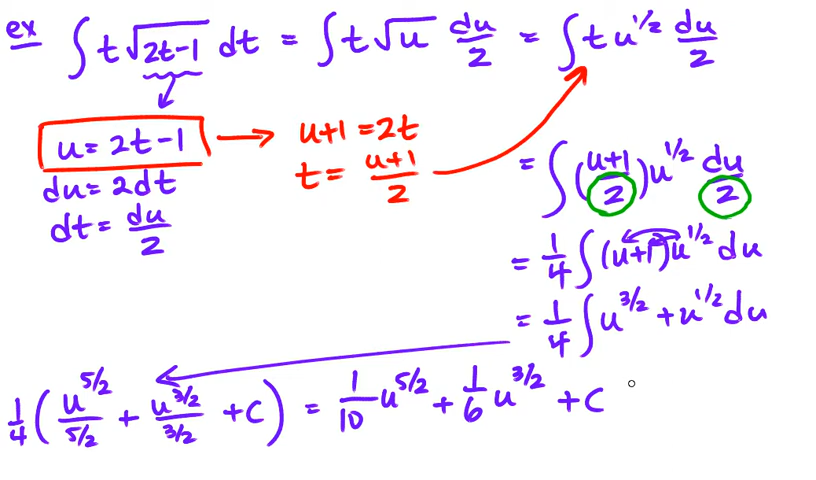 ex ∫ t√(2t-1) dt = ∫ t√u du/2 = ∫ t u^(1/2) du/2
u = 2t-1 → u+1 = 2t
du = 2dt
t = (u+1)/2
dt = du/2
= ∫ ((u+1)/2) u^(1/2) du/2
= 1/4 ∫ (u+1) u^(1/2) du
= 1/4 ∫ u^(3/2) + u^(1/2) du
1/4 ( u^(5/2)/(5/2) + u^(3/2)/(3/2) + C ) = 1/10 u^(5/2) + 1/6 u^(3/2) + C